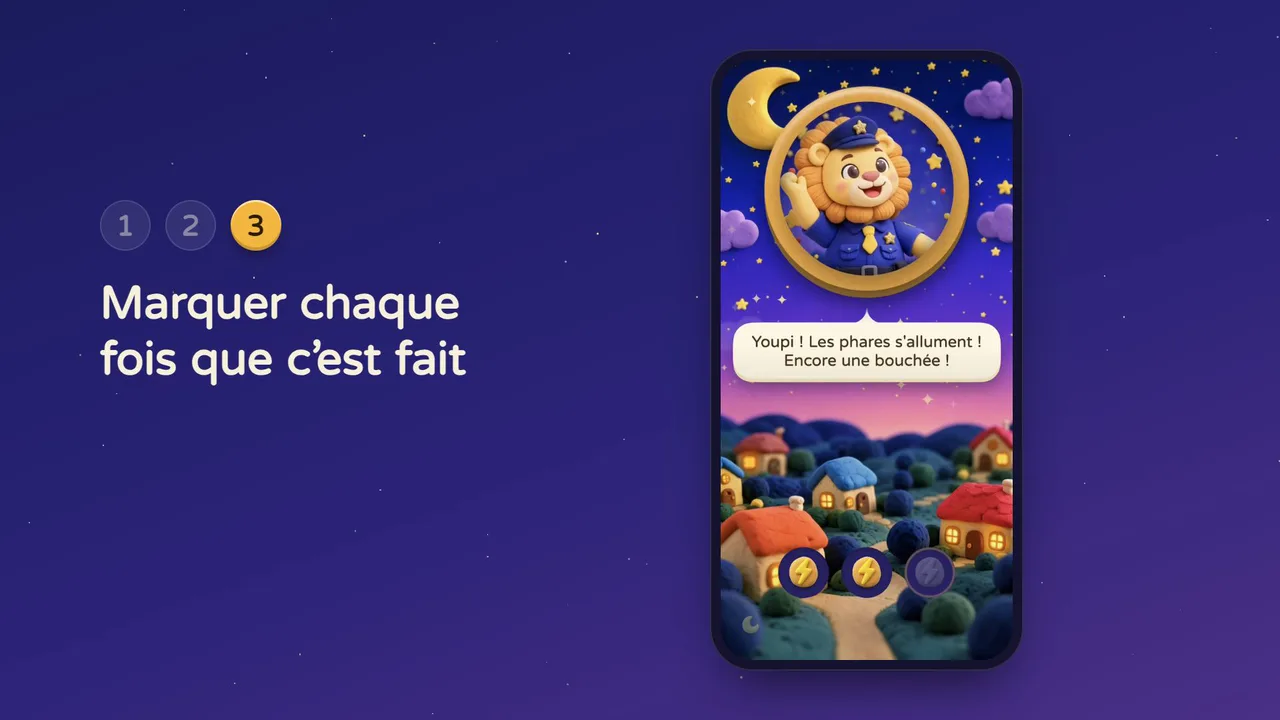 1 2 3
Marquer chaque
fois que c’est fait
Youpi ! Les phares s'allument !
Encore une bouchée !